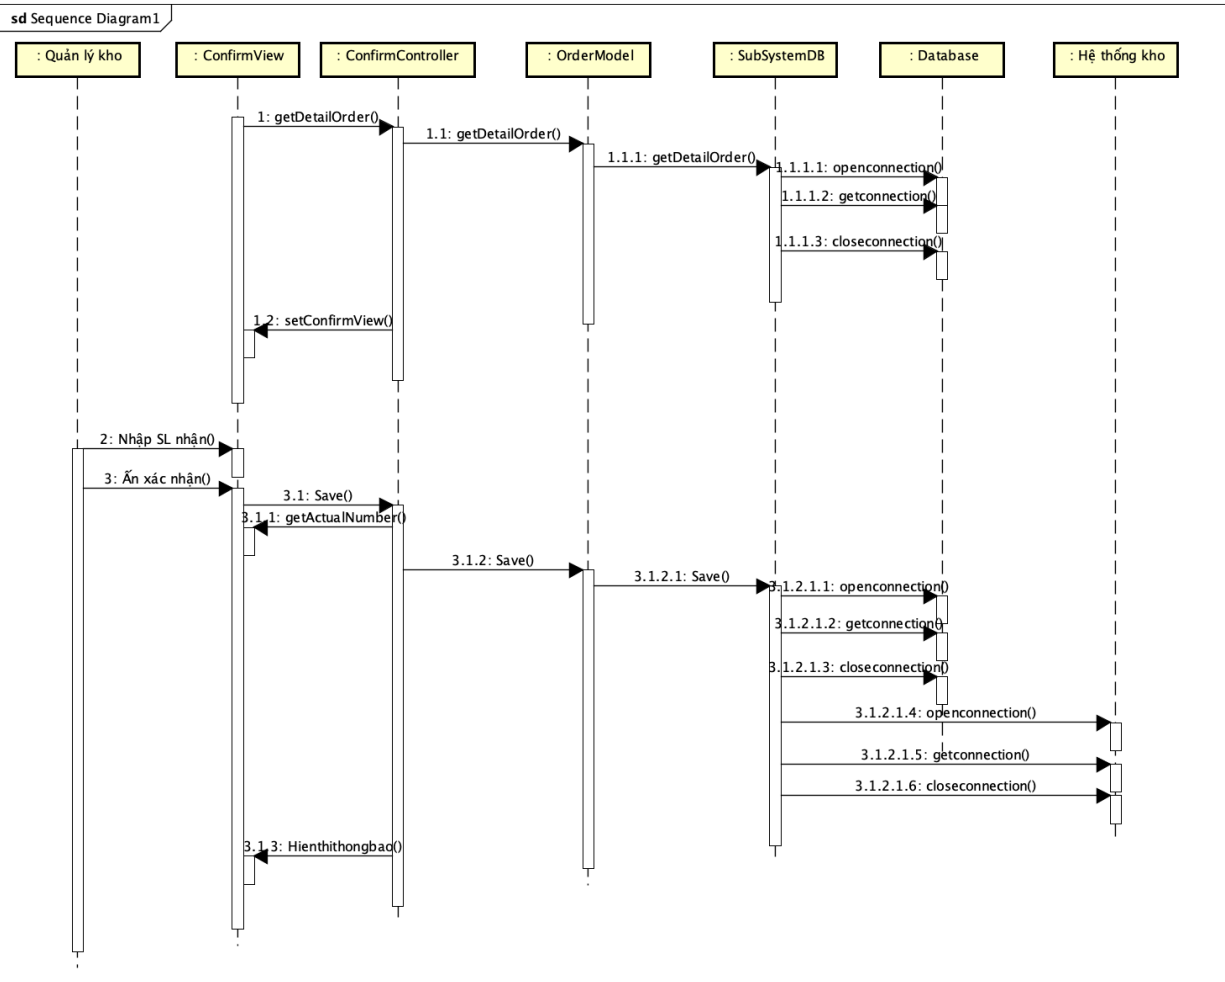 sd Sequence Diagram1
: Quản lý kho
: ConfirmView
: ConfirmController
: OrderModel
: SubSystemDB
: Database
: Hệ thống kho
1: getDetailOrder()
1.1: getDetailOrder()
1.1.1: getDetailOrder()
1.1.1.1: openconnection()
1.1.1.2: getconnection()
1.1.1.3: closeconnection()
1.2: setConfirmView()
2: Nhập SL nhận()
3: Ấn xác nhận()
3.1: Save()
3.1.1: getActualNumber()
3.1.2: Save()
3.1.2.1: Save()
3.1.2.1.1: openconnection()
3.1.2.1.2: getconnection()
3.1.2.1.3: closeconnection()
3.1.2.1.4: openconnection()
3.1.2.1.5: getconnection()
3.1.2.1.6: closeconnection()
3.1.3: Hienthithongbao()